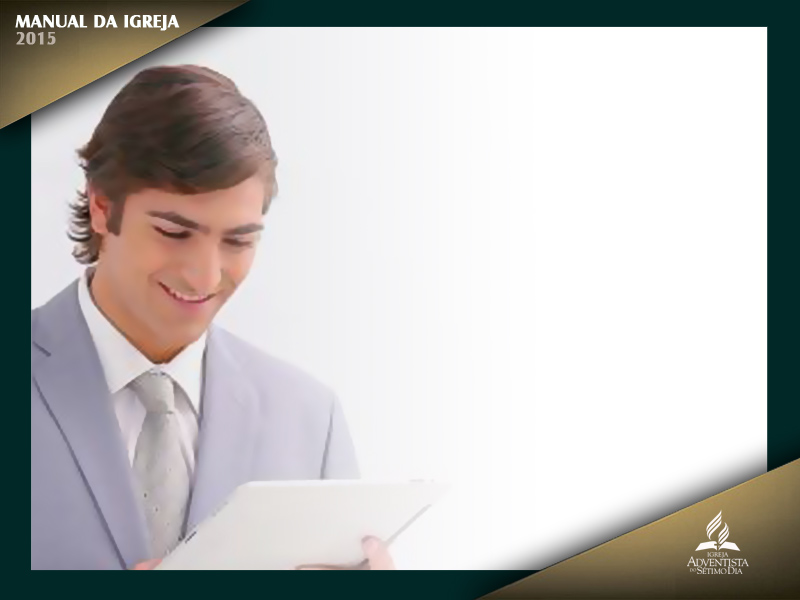 MANUAL DA IGREJA
2015
IGREJA
ADVENTISTA
DO SÉTIMO DIA